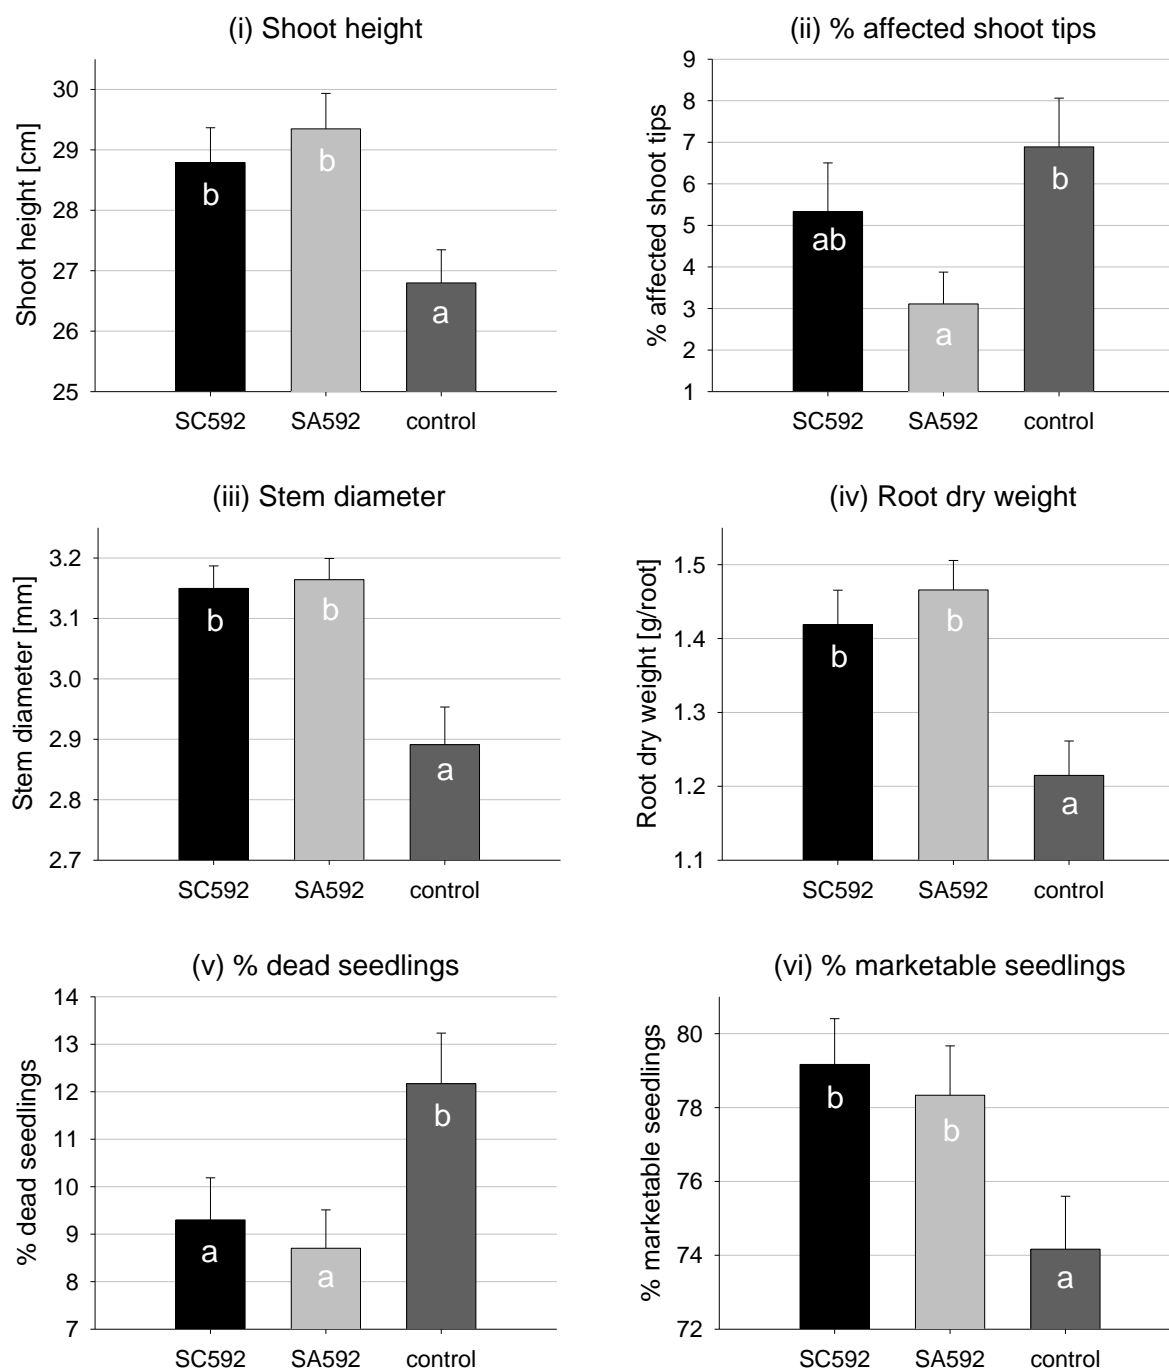 (i) Shoot height
Shoot height [cm]
30
29
28
27
26
25
b
b
a
SC592 SA592 control
(ii) % affected shoot tips
% affected shoot tips
9
8
7
6
5
4
3
2
1
ab
a
b
SC592 SA592 control
(iii) Stem diameter
Stem diameter [mm]
3.2
3.1
3.0
2.9
2.8
2.7
b
b
a
SC592 SA592 control
(iv) Root dry weight
Root dry weight [g/root]
1.5
1.4
1.3
1.2
1.1
b
b
a
SC592 SA592 control
(v) % dead seedlings
% dead seedlings
14
13
12
11
10
9
8
7
a
a
b
SC592 SA592 control
(vi) % marketable seedlings
% marketable seedlings
80
78
76
74
72
b
b
a
SC592 SA592 control